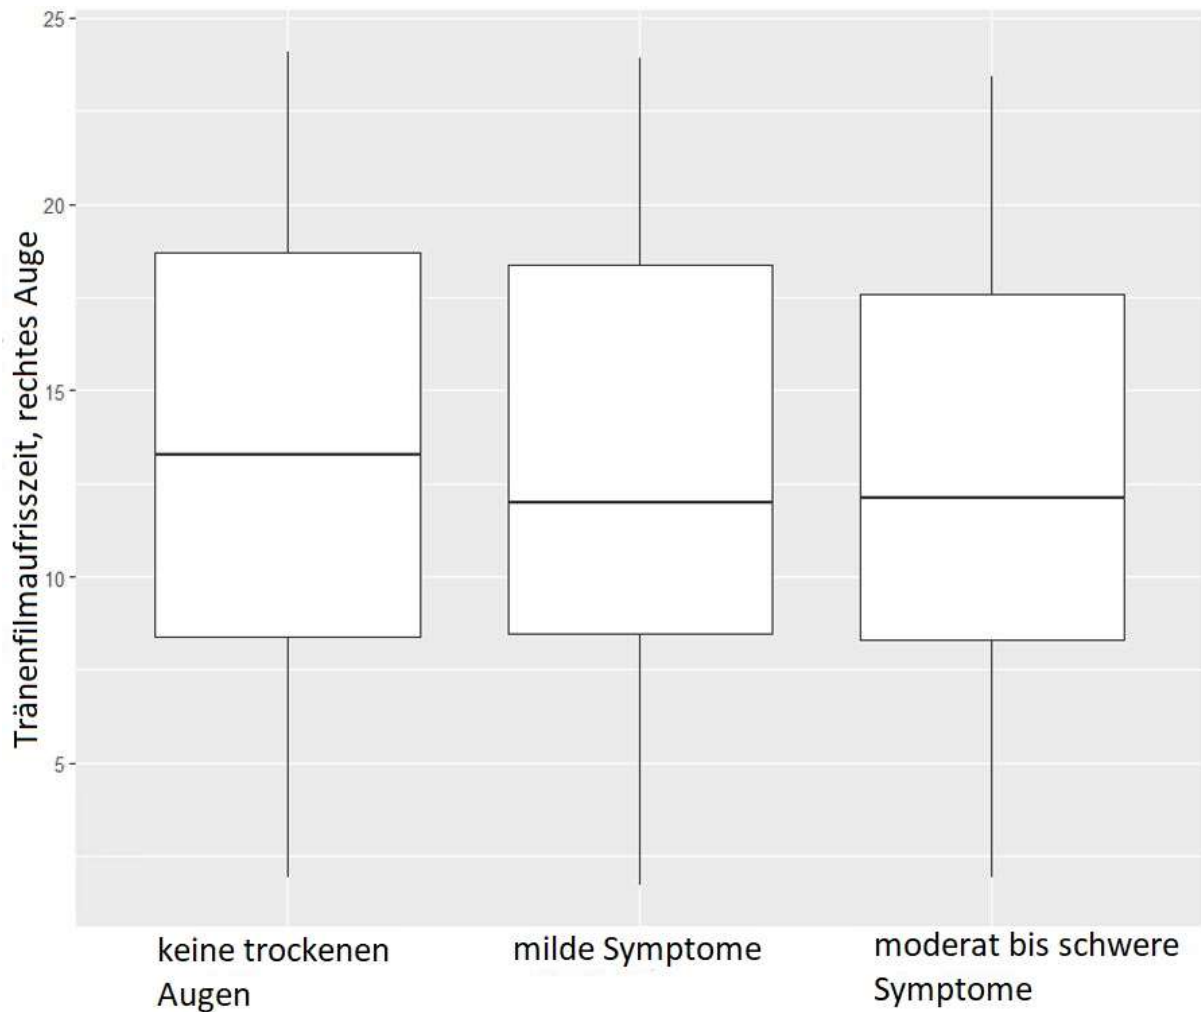 25
20
15
10
5
Tränenfilmaufrisszeit, rechtes Auge
keine trockenen
Augen
milde Symptome
moderat bis schwere
Symptome